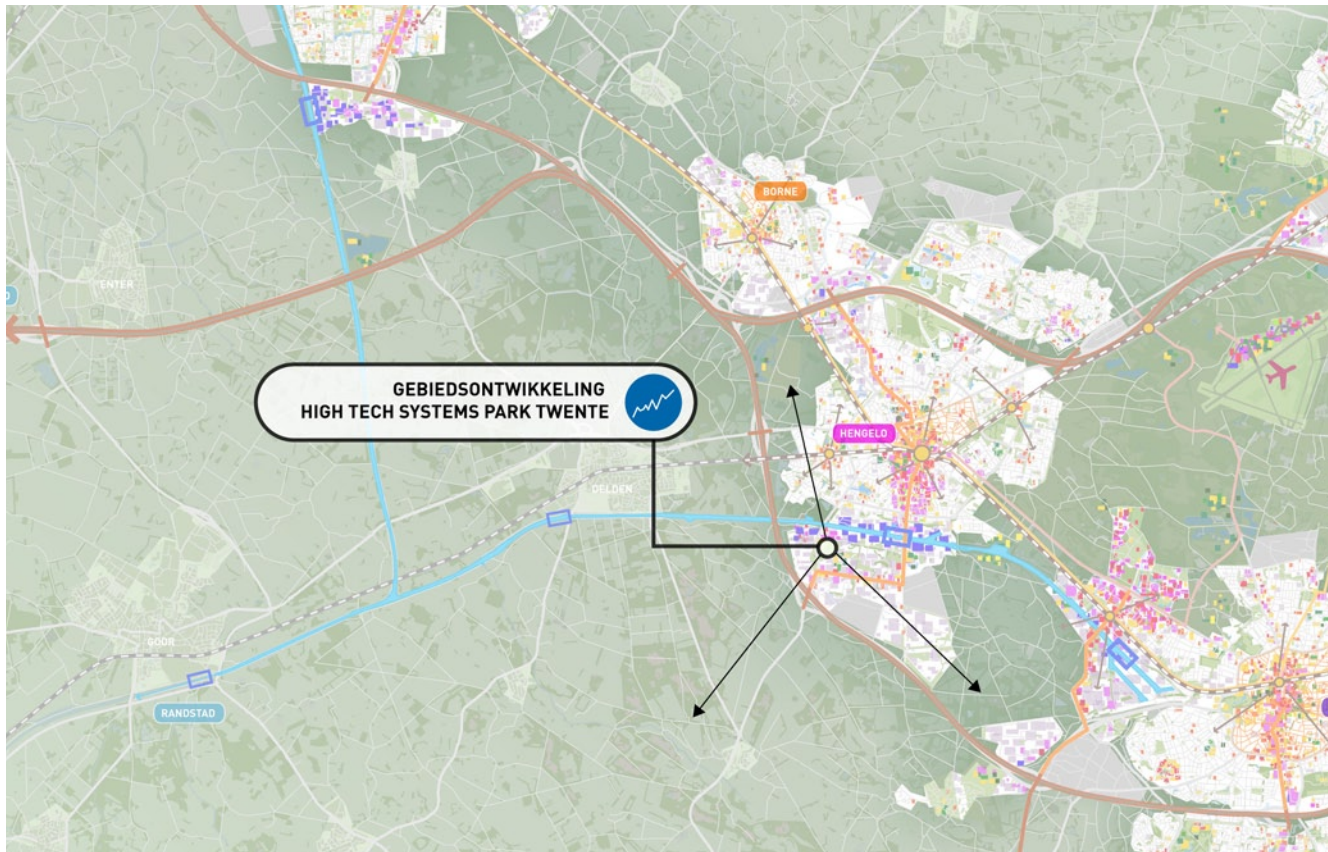 BORNE
ENTER
GEBIEDSONTWIKKELING
HIGH TECH SYSTEMS PARK TWENTE
HENGELO
DELDEN
GOOR
RANDSTAD